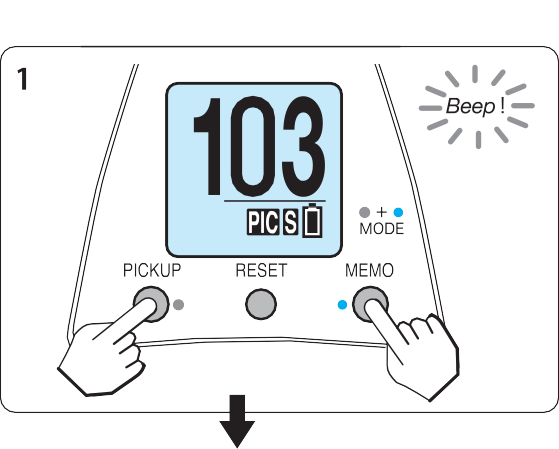 1
Beep !
103
PIC S
+
MODE
PICKUP RESET MEMO